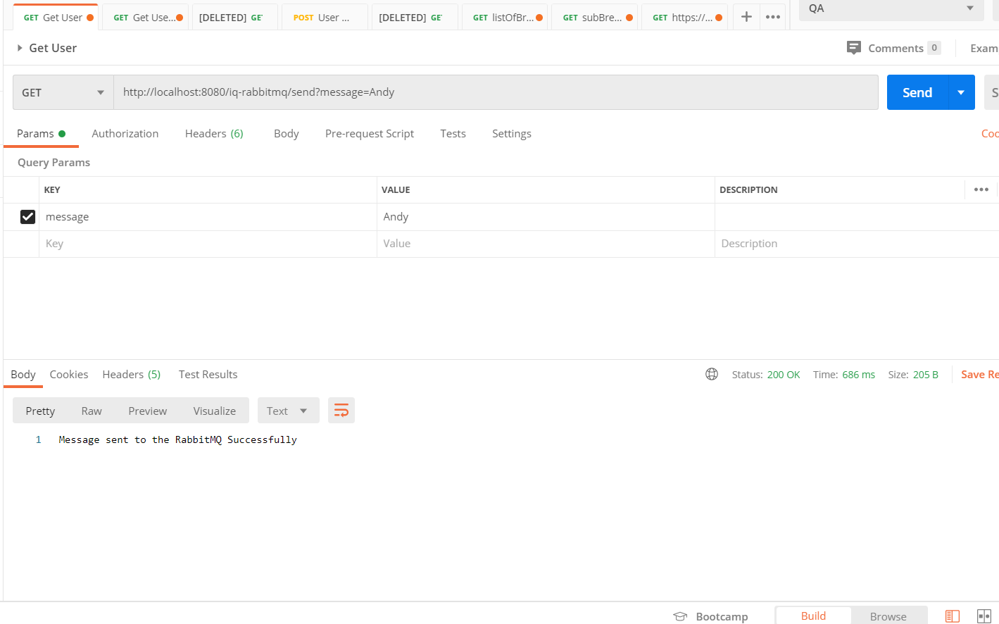 GET Get User GET Get Use... [DELETED] GE POST User ... [DELETED] GE GET listOfBr... GET subBre... GET https://... + ••• QA
Get User Comments 0 Exam
GET http://localhost:8080/iq-rabbitmq/send?message=Andy Send S
Params Authorization Headers (6) Body Pre-request Script Tests Settings Coo
Query Params
KEY VALUE DESCRIPTION •••
message Andy
Key Value Description
Body Cookies Headers (5) Test Results Status: 200 OK Time: 686 ms Size: 205 B Save Re
Pretty Raw Preview Visualize Text
1 Message sent to the RabbitMQ Successfully
Bootcamp Build Browse